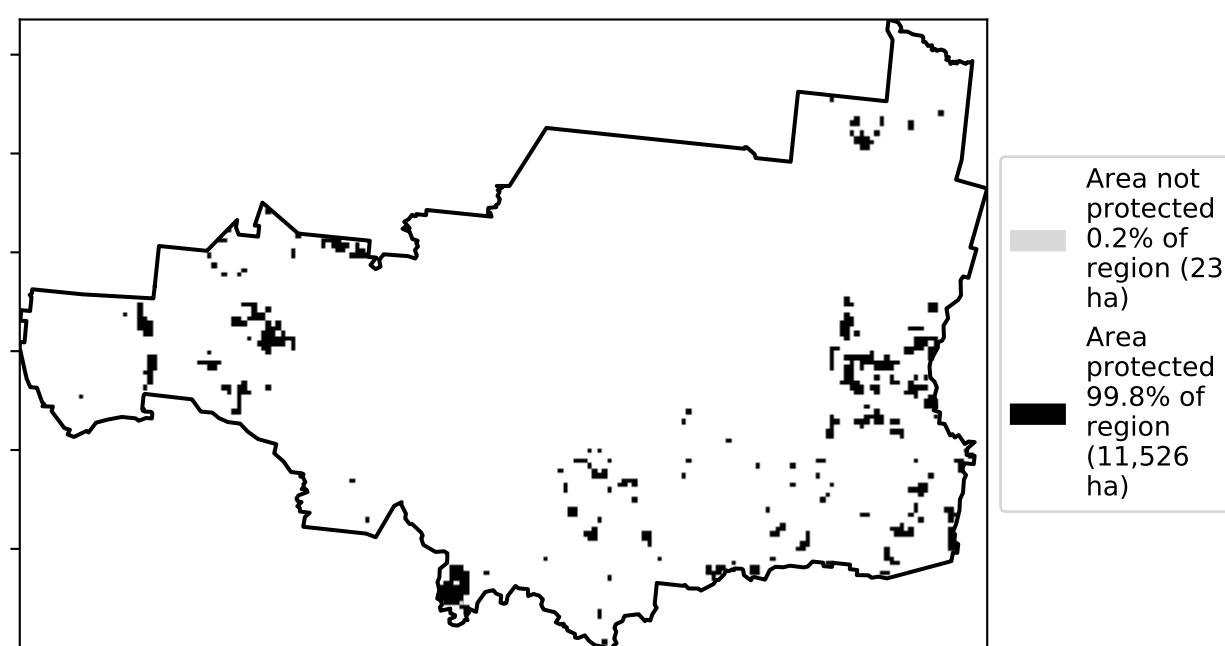 Area not
protected
0.2% of
region (23
ha)
Area
protected
99.8% of
region
(11,526
ha)